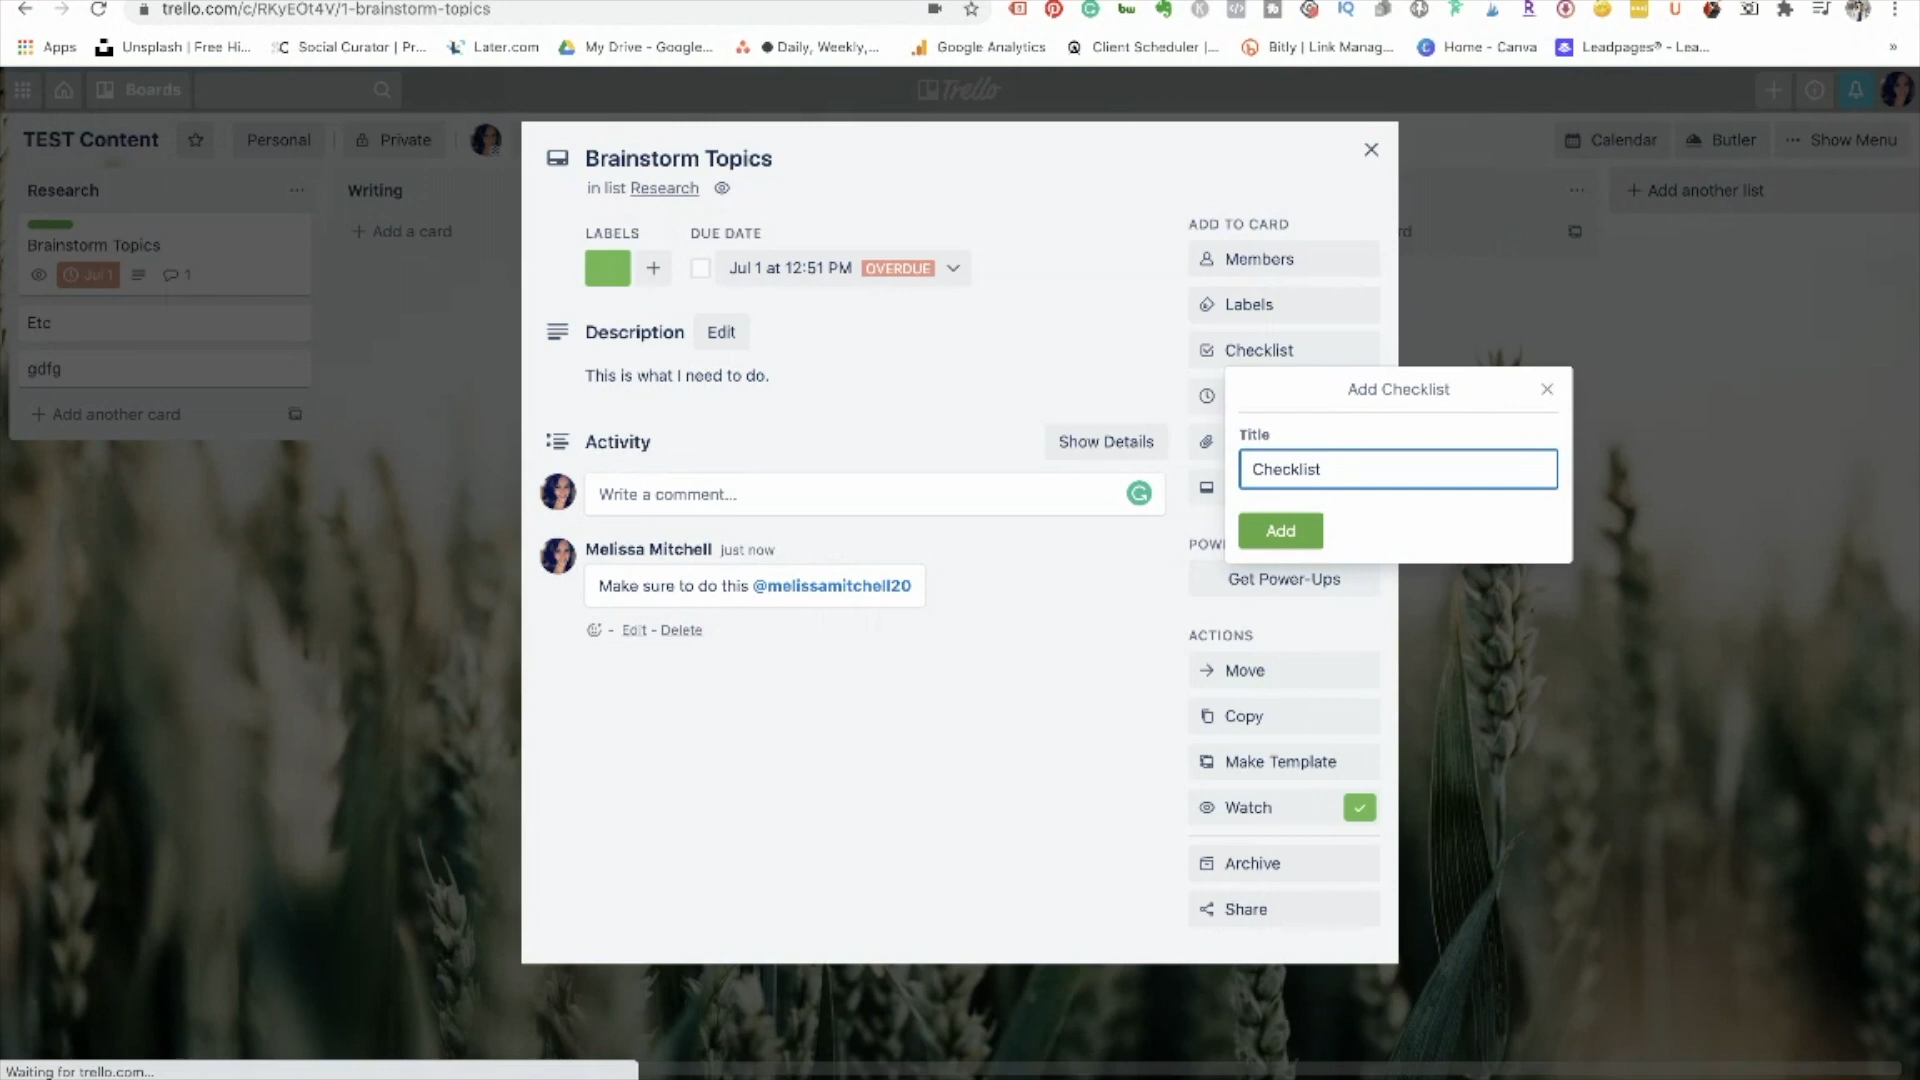 trello.com/c/RKyEOt4V/1-brainstorm-topics
Apps Unsplash | Free Hi... Social Curator | Pr... Later.com My Drive - Google... Daily, Weekly,... Google Analytics Client Scheduler |... Bitly | Link Manag... Home - Canva Leadpages® - Lea... »
Boards
Trello
TEST Content Personal Private
Calendar Butler Show Menu
Research
Writing
+ Add another list
Brainstorm Topics
Jul 1 1
Etc
gdfg
+ Add another card
+ Add a card
rd
Brainstorm Topics
in list Research
LABELS DUE DATE
Jul 1 at 12:51 PM OVERDUE
Description Edit
This is what I need to do.
Activity Show Details
Write a comment...
Melissa Mitchell just now
Make sure to do this @melissamitchell20
- Edit - Delete
ADD TO CARD
Members
Labels
Checklist
Add Checklist
Title
Checklist
Add
POW
Get Power-Ups
ACTIONS
Move
Copy
Make Template
Watch
Archive
Share
Waiting for trello.com...